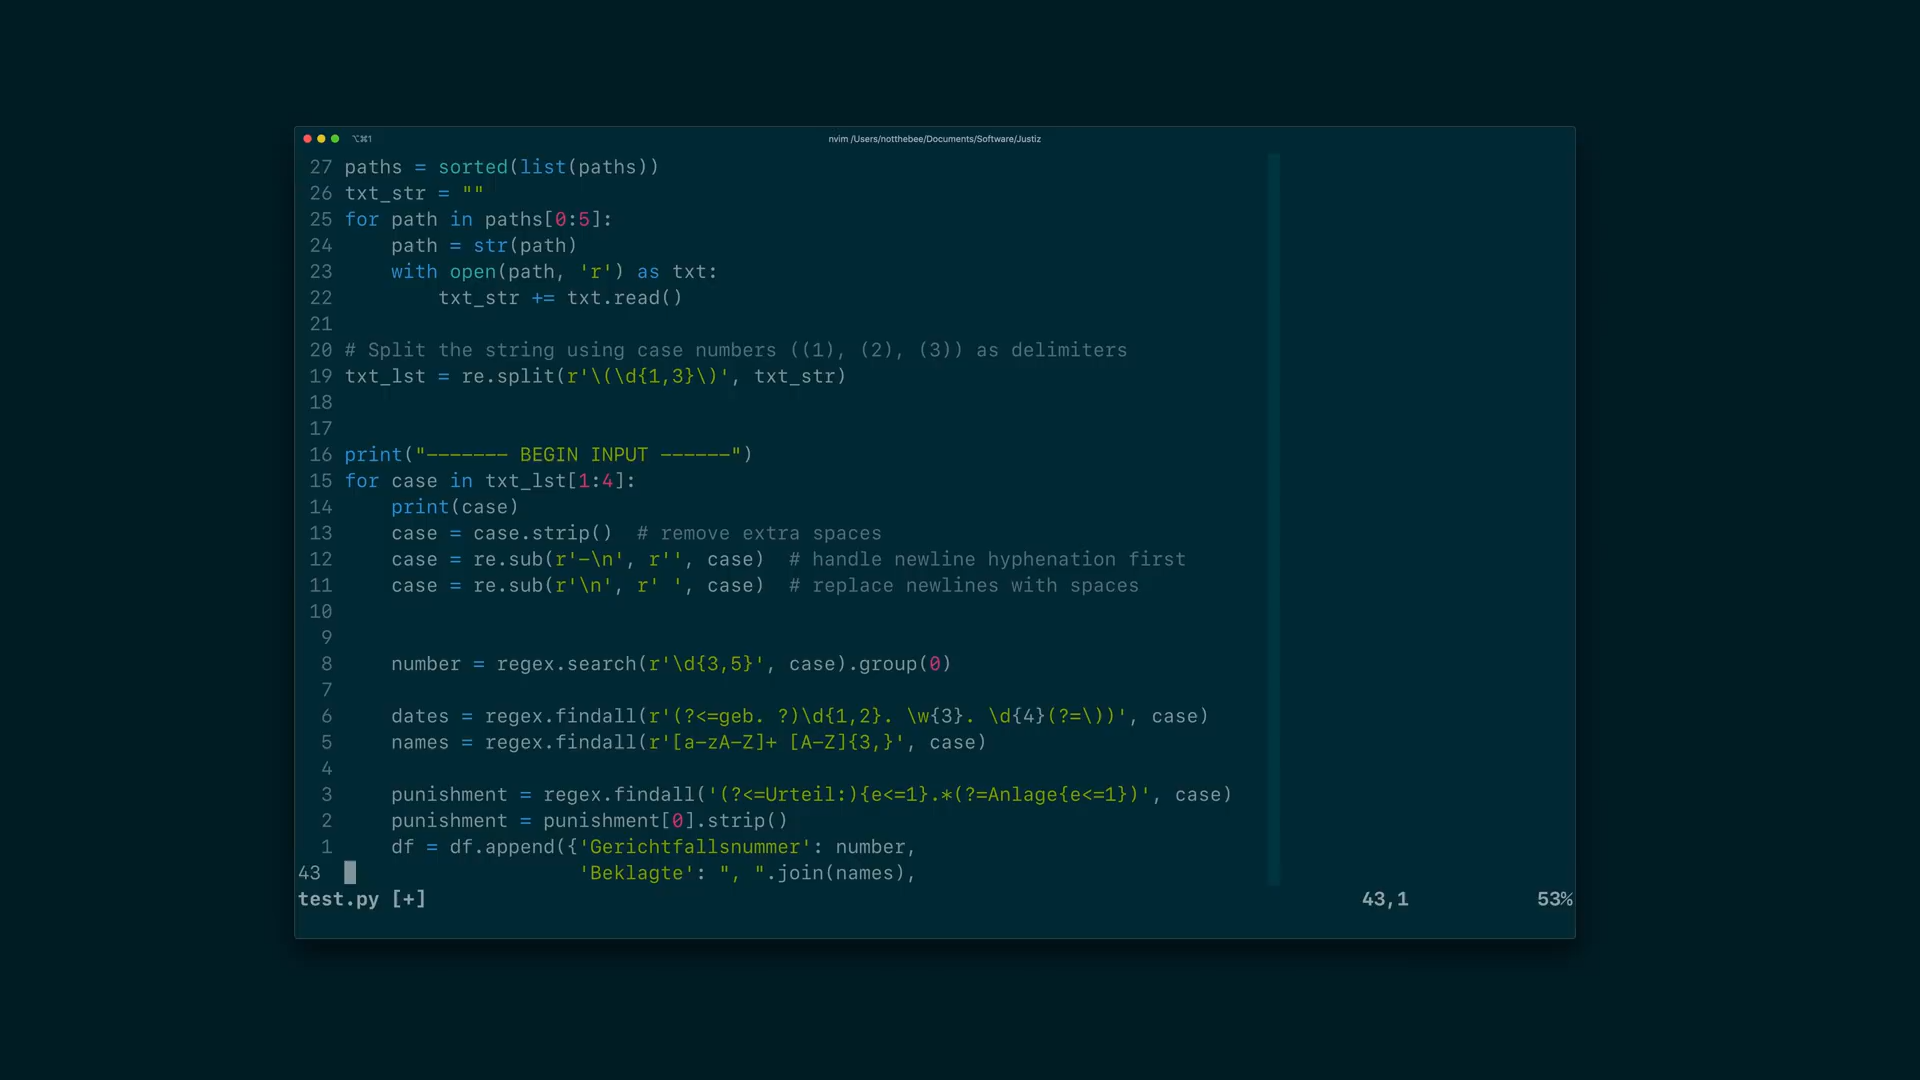 ⌥⌘1 nvim /Users/notthebee/Documents/Software/Justiz
27 paths = sorted(list(paths))
26 txt_str = ""
25 for path in paths[0:5]:
24     path = str(path)
23     with open(path, 'r') as txt:
22         txt_str += txt.read()
21
20 # Split the string using case numbers ((1), (2), (3)) as delimiters
19 txt_lst = re.split(r'\(\d{1,3}\)', txt_str)
18
17
16 print("------- BEGIN INPUT ------")
15 for case in txt_lst[1:4]:
14     print(case)
13     case = case.strip()  # remove extra spaces
12     case = re.sub(r'-\n', r'', case)  # handle newline hyphenation first
11     case = re.sub(r'\n', r' ', case)  # replace newlines with spaces
10
9
8     number = regex.search(r'\d{3,5}', case).group(0)
7
6     dates = regex.findall(r'(?<=geb. ?)\d{1,2}. \w{3}. \d{4}(?=\))', case)
5     names = regex.findall(r'[a-zA-Z]+ [A-Z]{3,}', case)
4
3     punishment = regex.findall('(?<=Urteil:){e<=1}.*(?=Anlage{e<=1})', case)
2     punishment = punishment[0].strip()
1     df = df.append({'Gerichtfallsnummer': number,
43                     'Beklagte': ", ".join(names),
test.py [+] 43,1 53%